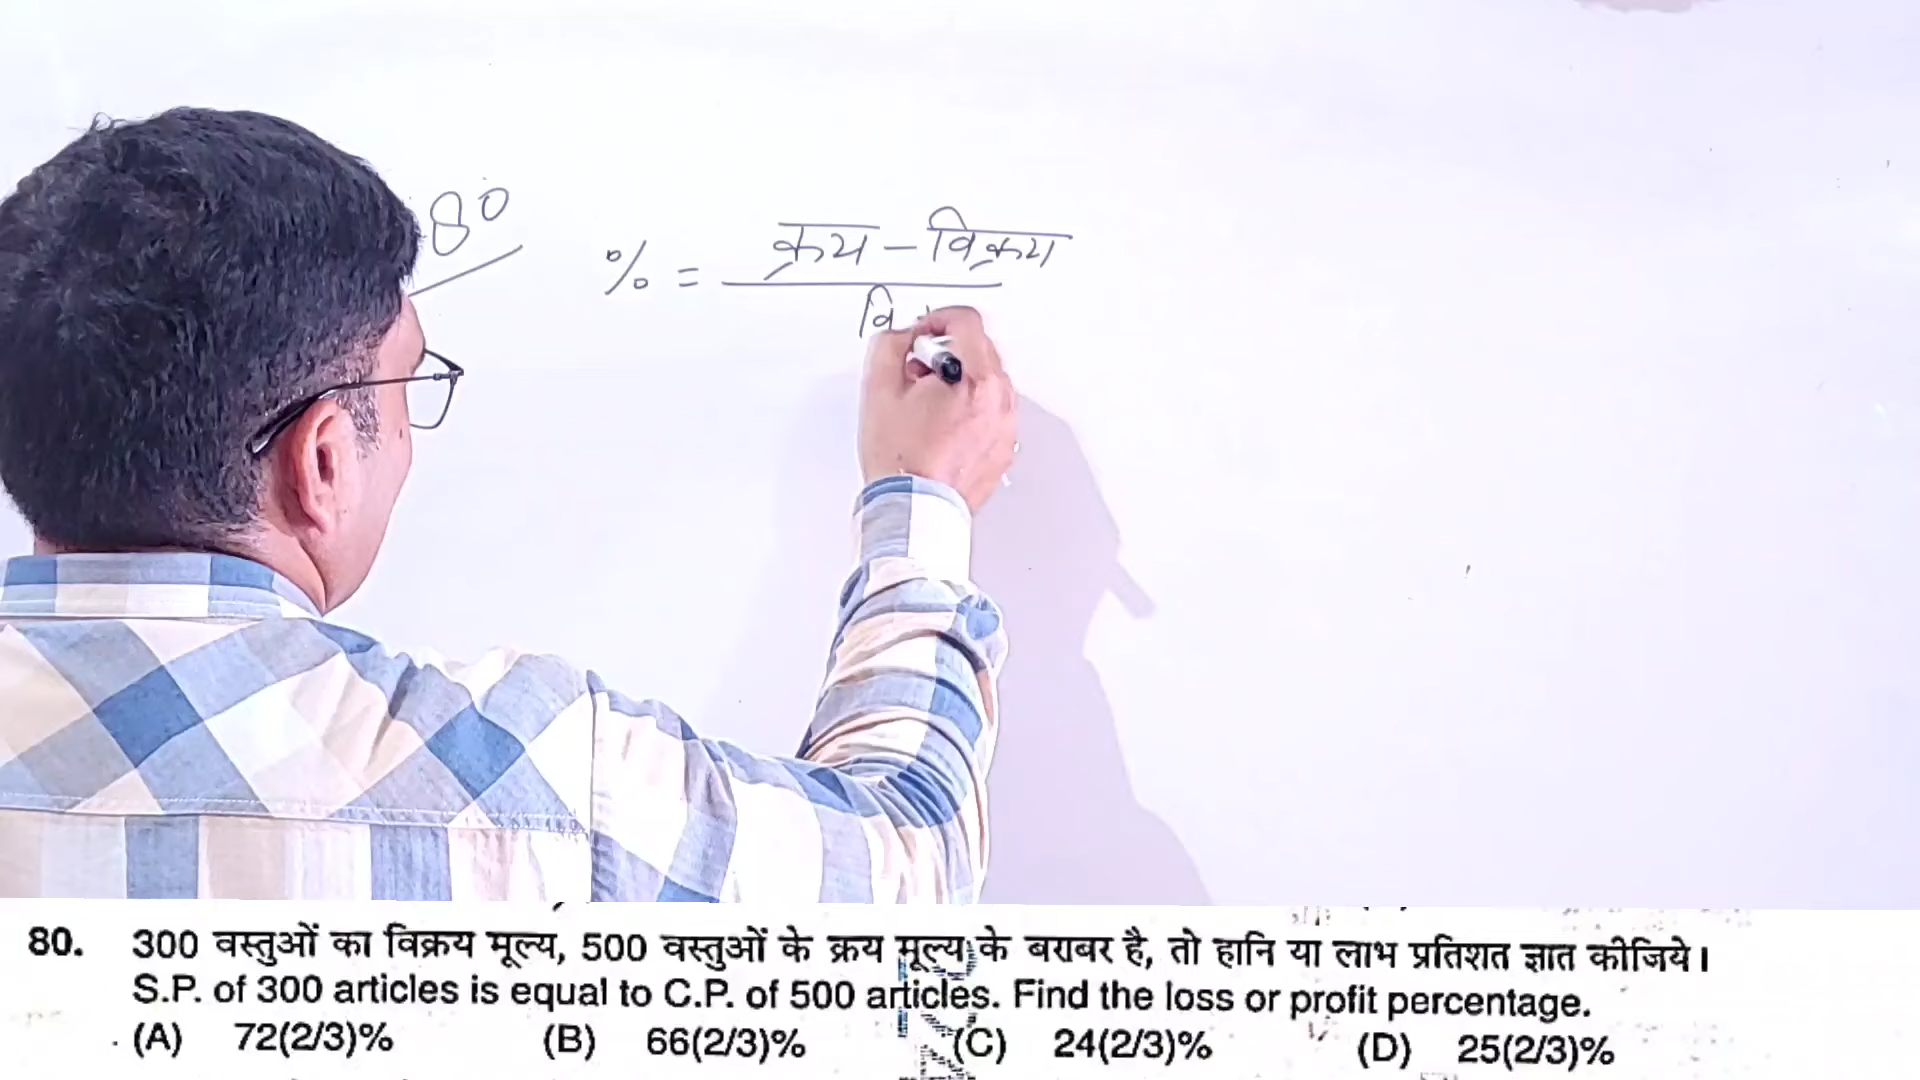 80
% = क्रय - विक्रय
वि
80. 300 वस्तुओं का विक्रय मूल्य, 500 वस्तुओं के क्रय मूल्य के बराबर है, तो हानि या लाभ प्रतिशत ज्ञात कीजिये।
S.P. of 300 articles is equal to C.P. of 500 articles. Find the loss or profit percentage.
(A) 72(2/3)% (B) 66(2/3)% (C) 24(2/3)% (D) 25(2/3)%